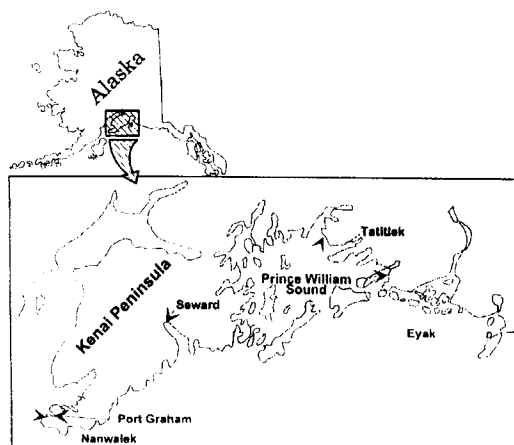 Alaska
Tatitlek
Prince William
Sound
Kenai Peninsula
Seward
Eyak
Port Graham
Nanwalek